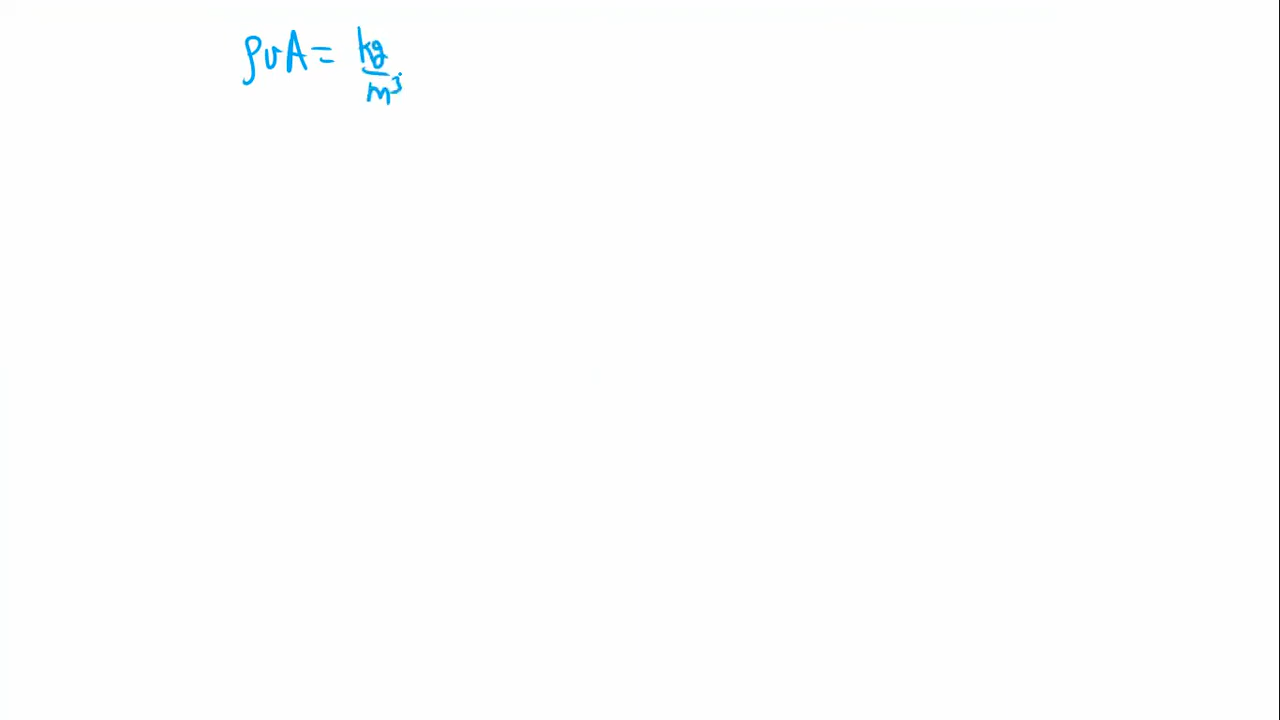 ρvA = kg/m³